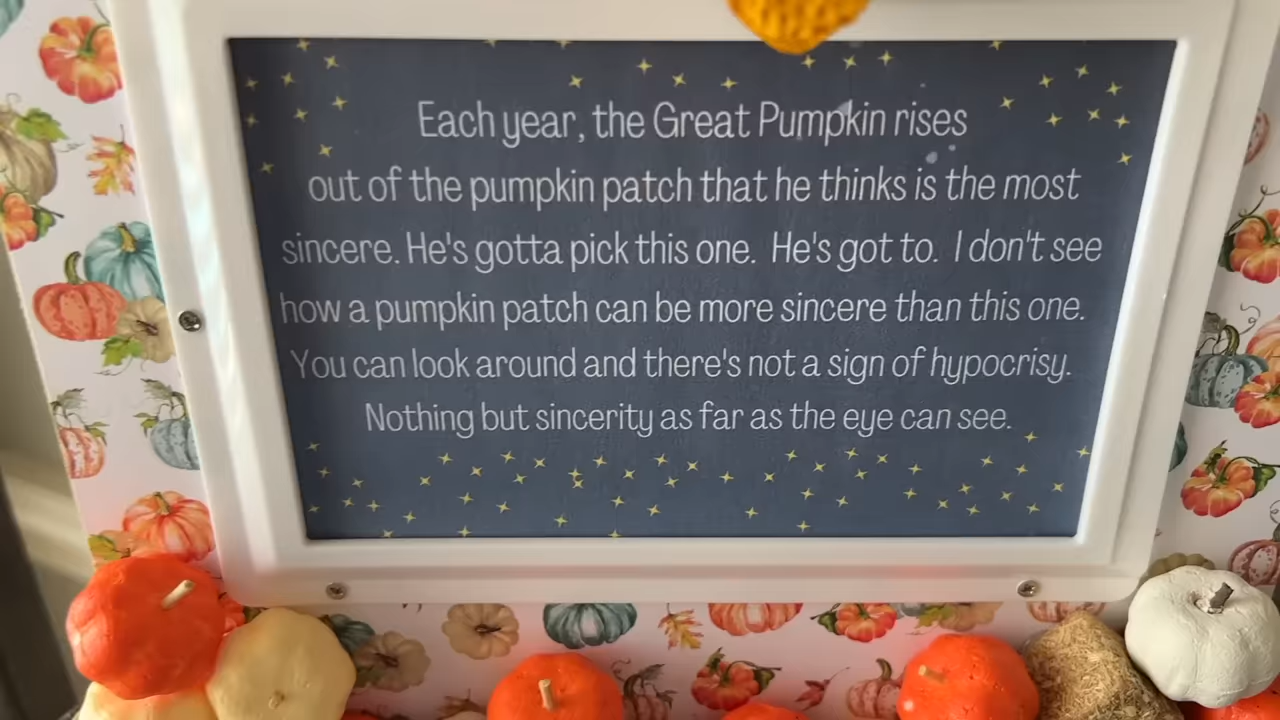 Each year, the Great Pumpkin rises
out of the pumpkin patch that he thinks is the most
sincere. He's gotta pick this one. He's got to. I don't see
how a pumpkin patch can be more sincere than this one.
You can look around and there's not a sign of hypocrisy.
Nothing but sincerity as far as the eye can see.